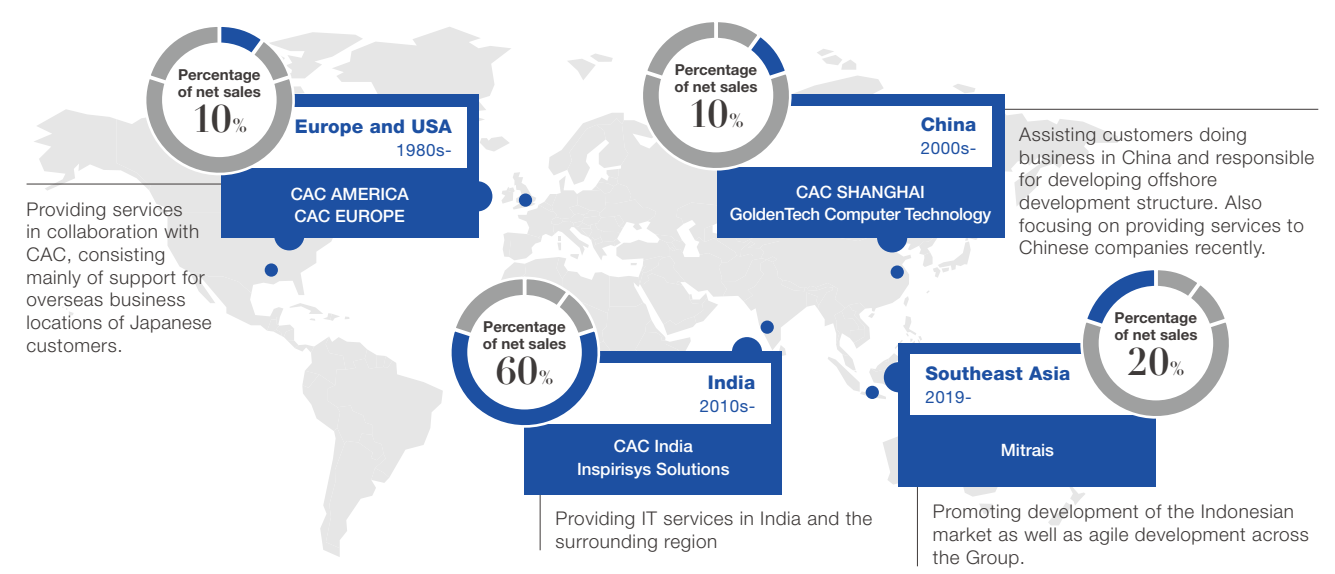 Percentage
of net sales
10%
Europe and USA
1980s-
CAC AMERICA
CAC EUROPE
Providing services
in collaboration with
CAC, consisting
mainly of support for
overseas business
locations of Japanese
customers.
Percentage
of net sales
10%
China
2000s-
CAC SHANGHAI
GoldenTech Computer Technology
Assisting customers doing
business in China and responsible
for developing offshore
development structure. Also
focusing on providing services to
Chinese companies recently.
Percentage
of net sales
60%
India
2010s-
CAC India
Inspirisys Solutions
Providing IT services in India and the
surrounding region
Percentage
of net sales
20%
Southeast Asia
2019-
Mitrais
Promoting development of the Indonesian
market as well as agile development across
the Group.